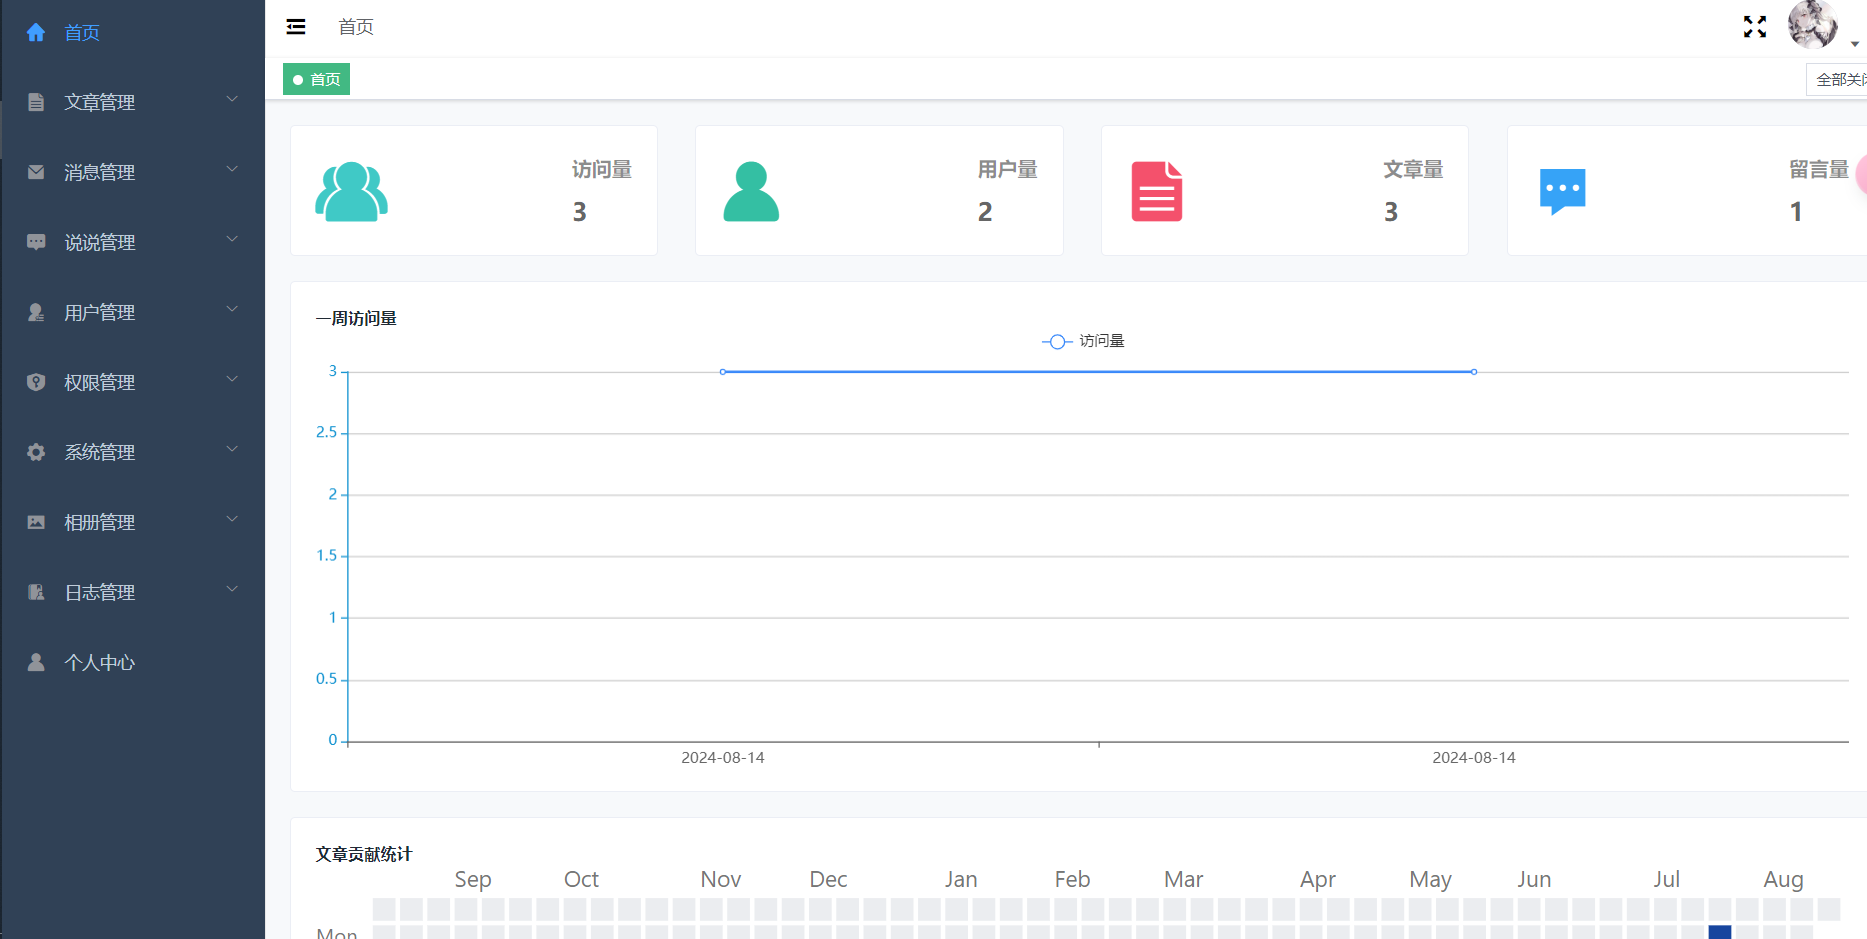 首页
文章管理
消息管理
说说管理
用户管理
权限管理
系统管理
相册管理
日志管理
个人中心
首页
首页
全部关闭
访问量
3
用户量
2
文章量
3
留言量
1
一周访问量
访问量
3
2.5
2
1.5
1
0.5
0
2024-08-14
2024-08-14
文章贡献统计
Sep Oct Nov Dec Jan Feb Mar Apr May Jun Jul Aug
Mon